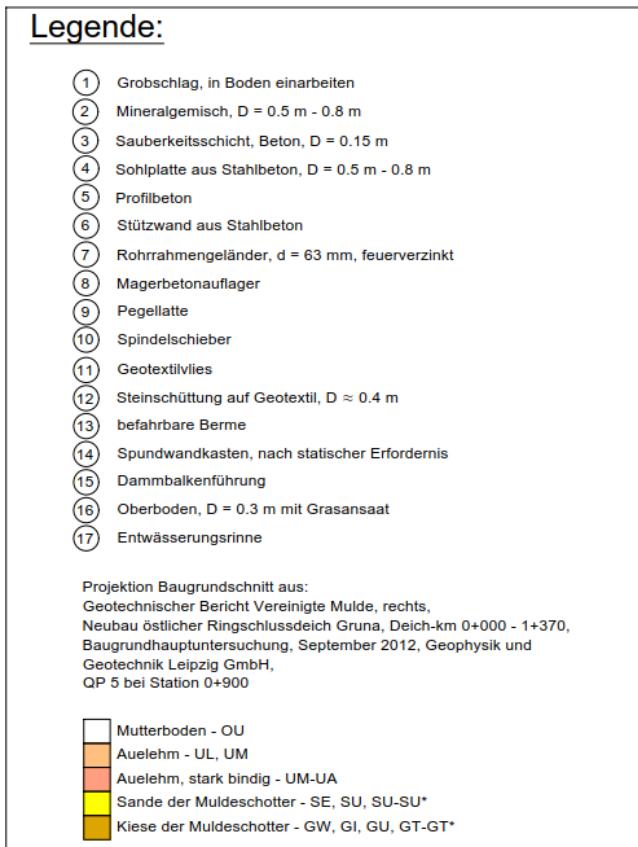 Legende:
1 Grobschlag, in Boden einarbeiten
2 Mineralgemisch, D = 0.5 m - 0.8 m
3 Sauberkeitsschicht, Beton, D = 0.15 m
4 Sohlplatte aus Stahlbeton, D = 0.5 m - 0.8 m
5 Profilbeton
6 Stützwand aus Stahlbeton
7 Rohrrahmengeländer, d = 63 mm, feuerverzinkt
8 Magerbetonauflager
9 Pegellatte
10 Spindelschieber
11 Geotextilvlies
12 Steinschüttung auf Geotextil, D ≈ 0.4 m
13 befahrbare Berme
14 Spundwandkasten, nach statischer Erfordernis
15 Dammbalkenführung
16 Oberboden, D = 0.3 m mit Grasansaat
17 Entwässerungsrinne
Projektion Baugrundschnitt aus:
Geotechnischer Bericht Vereinigte Mulde, rechts,
Neubau östlicher Ringschlussdeich Gruna, Deich-km 0+000 - 1+370,
Baugrundhauptuntersuchung, September 2012, Geophysik und
Geotechnik Leipzig GmbH,
QP 5 bei Station 0+900
Mutterboden - OU
Auelehm - UL, UM
Auelehm, stark bindig - UM-UA
Sande der Muldeschotter - SE, SU, SU-SU*
Kiese der Muldeschotter - GW, GI, GU, GT-GT*